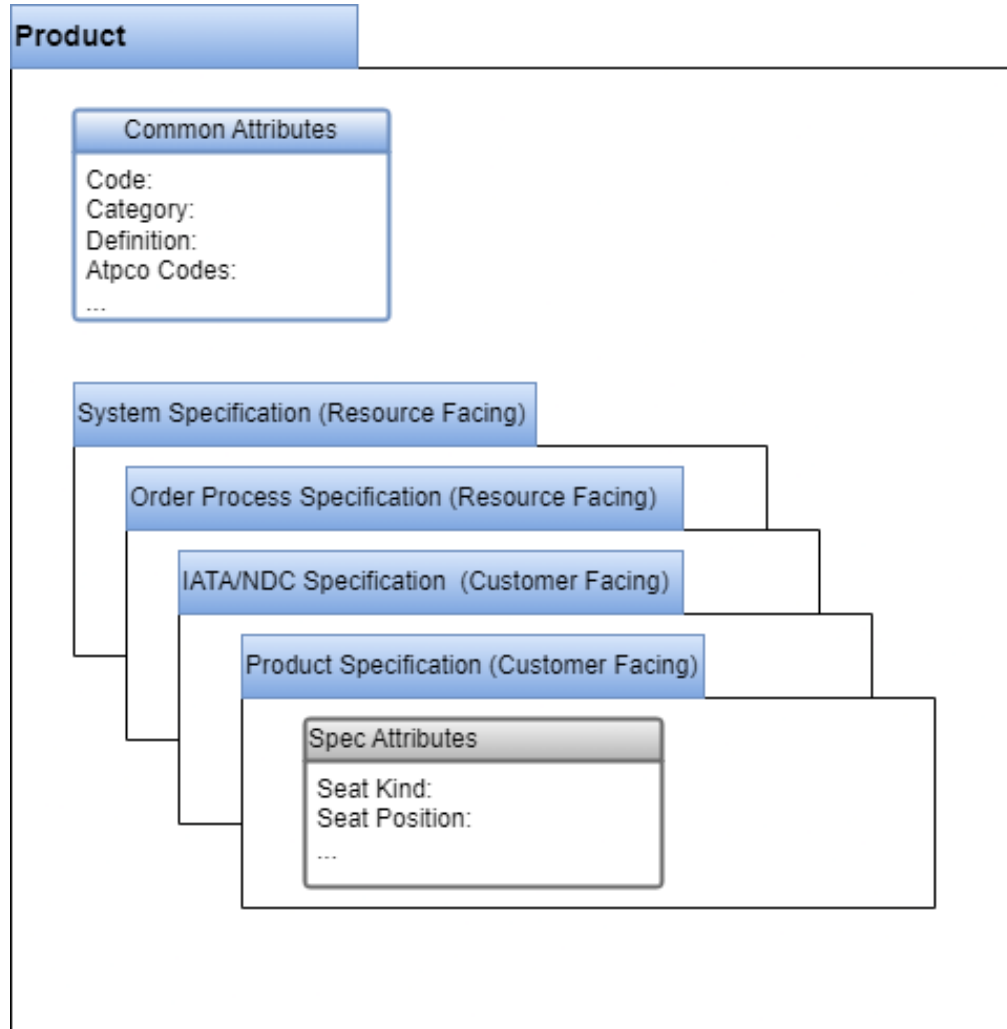 Product
Common Attributes
Code:
Category:
Definition:
Atpco Codes:
...
System Specification (Resource Facing)
Order Process Specification (Resource Facing)
IATA/NDC Specification  (Customer Facing)
Product Specification (Customer Facing)
Spec Attributes
Seat Kind:
Seat Position:
...